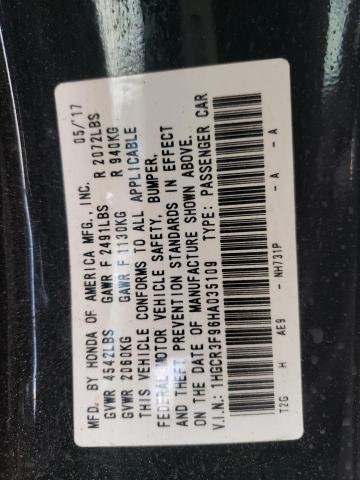 MFD. BY HONDA OF AMERICA MFG., INC. 05/'17
GVWR 4542LBS GAWR F 2491LBS R 2072LBS
GVWR 2060KG GAWR F 1130KG R 940KG
THIS VEHICLE CONFORMS TO ALL APPLICABLE
FEDERAL MOTOR VEHICLE SAFETY, BUMPER,
AND THEFT PREVENTION STANDARDS IN EFFECT
ON THE DATE OF MANUFACTURE SHOWN ABOVE.
V.I.N.: 1HGCR3F96HA035109 TYPE: PASSENGER CAR
T2G H AE9 - NH731P - A - A